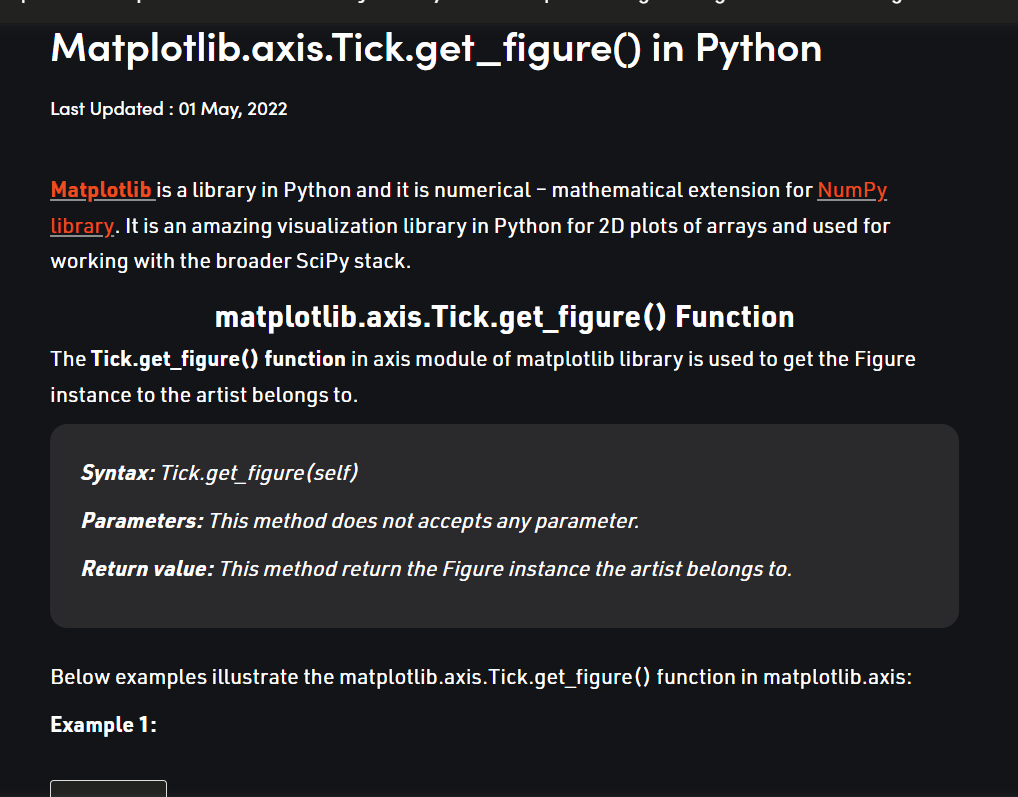 Matplotlib.axis.Tick.get_figure() in Python
Last Updated : 01 May, 2022
Matplotlib is a library in Python and it is numerical – mathematical extension for NumPy
library. It is an amazing visualization library in Python for 2D plots of arrays and used for
working with the broader SciPy stack.
matplotlib.axis.Tick.get_figure() Function
The Tick.get_figure() function in axis module of matplotlib library is used to get the Figure
instance to the artist belongs to.
Syntax: Tick.get_figure(self)
Parameters: This method does not accepts any parameter.
Return value: This method return the Figure instance the artist belongs to.
Below examples illustrate the matplotlib.axis.Tick.get_figure() function in matplotlib.axis:
Example 1: